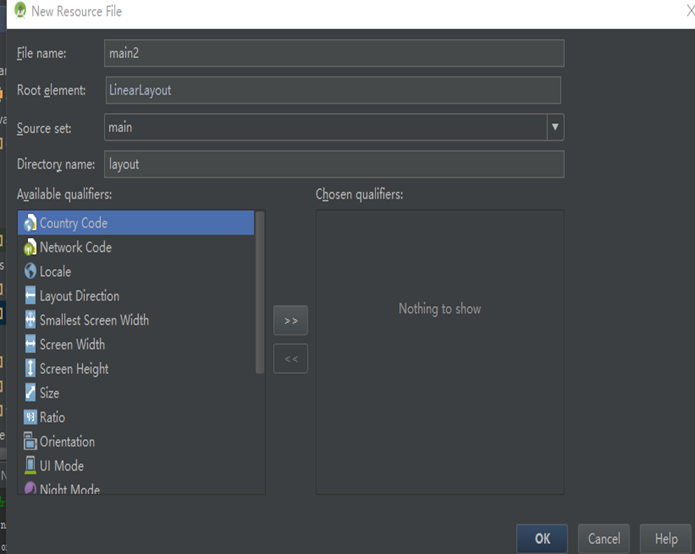 New Resource File
File name: main2
Root element: LinearLayout
Source set: main
Directory name: layout
Available qualifiers: Chosen qualifiers:
Country Code
Network Code
Locale
Layout Direction
Smallest Screen Width
Screen Width
Screen Height
Size
Ratio
Orientation
UI Mode
Night Mode
>>
<<
Nothing to show
OK Cancel Help